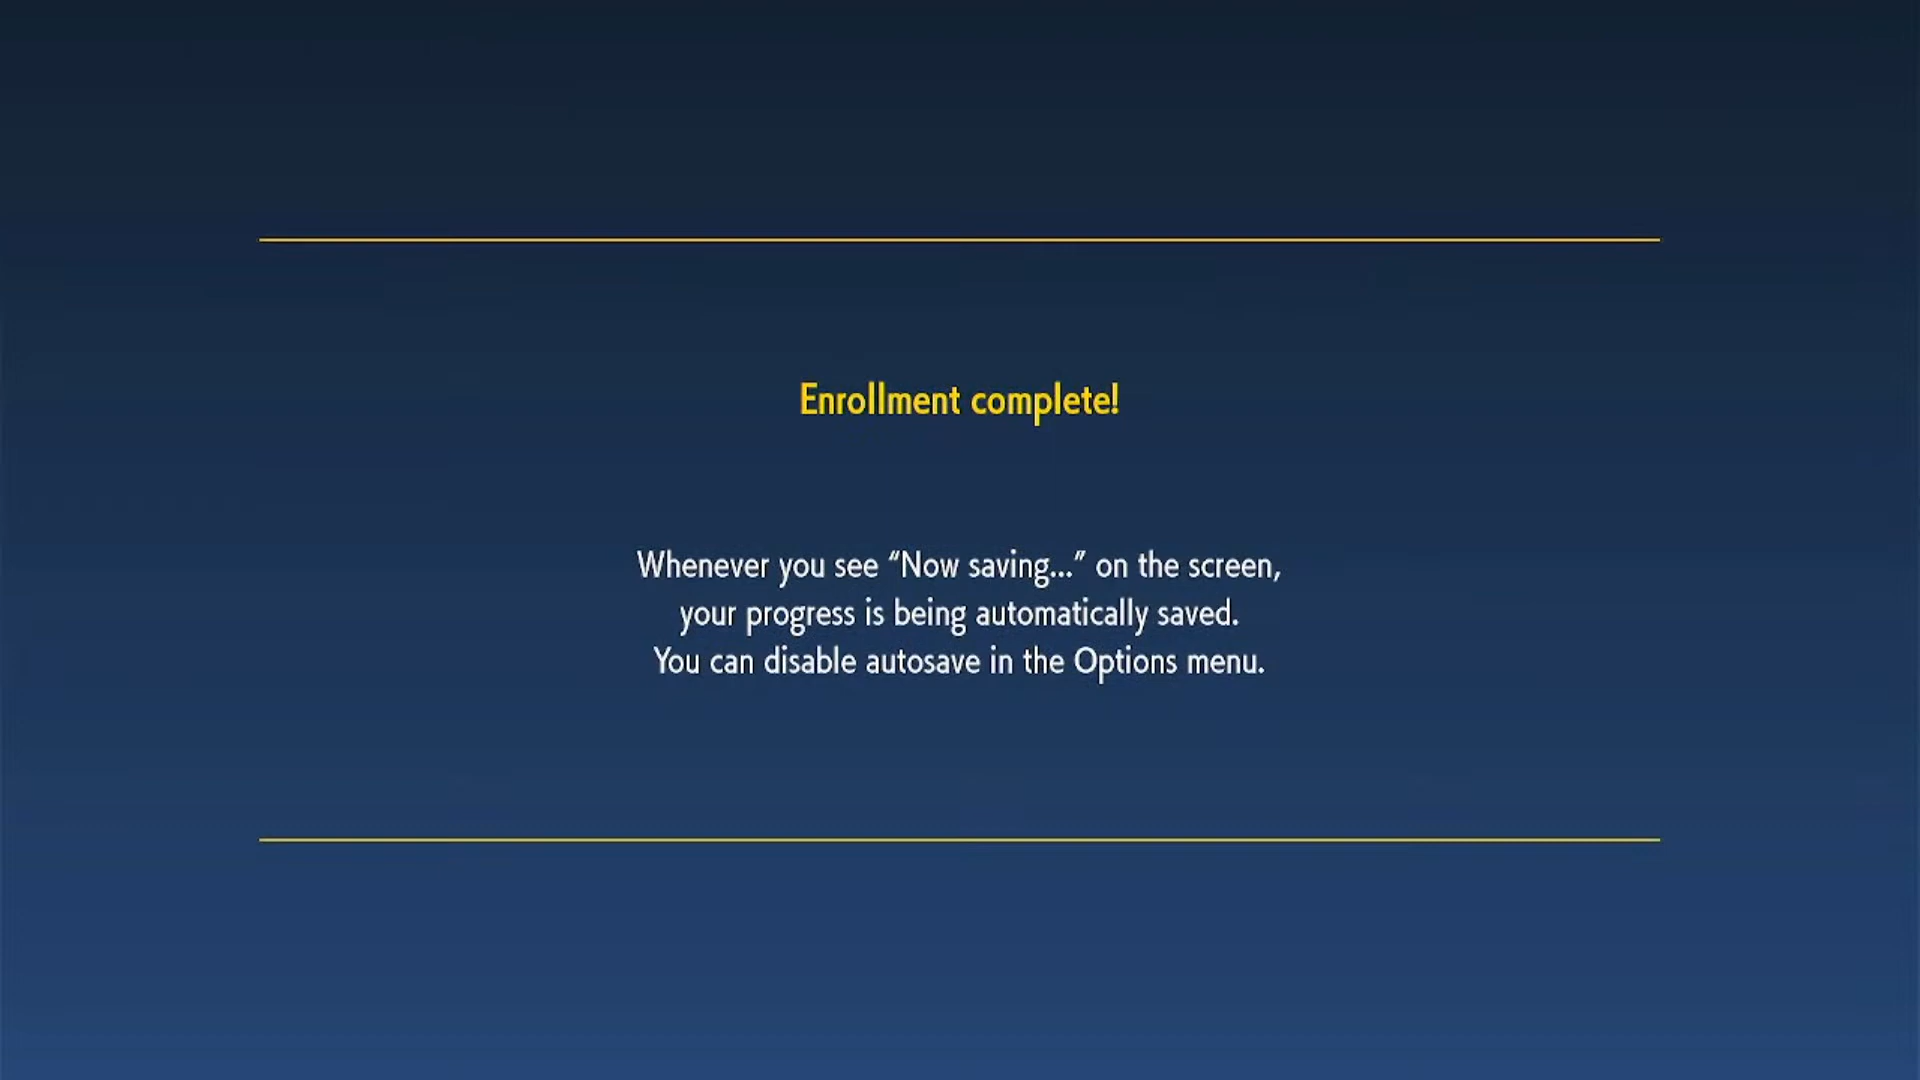 Enrollment complete!
Whenever you see “Now saving...” on the screen,
your progress is being automatically saved.
You can disable autosave in the Options menu.